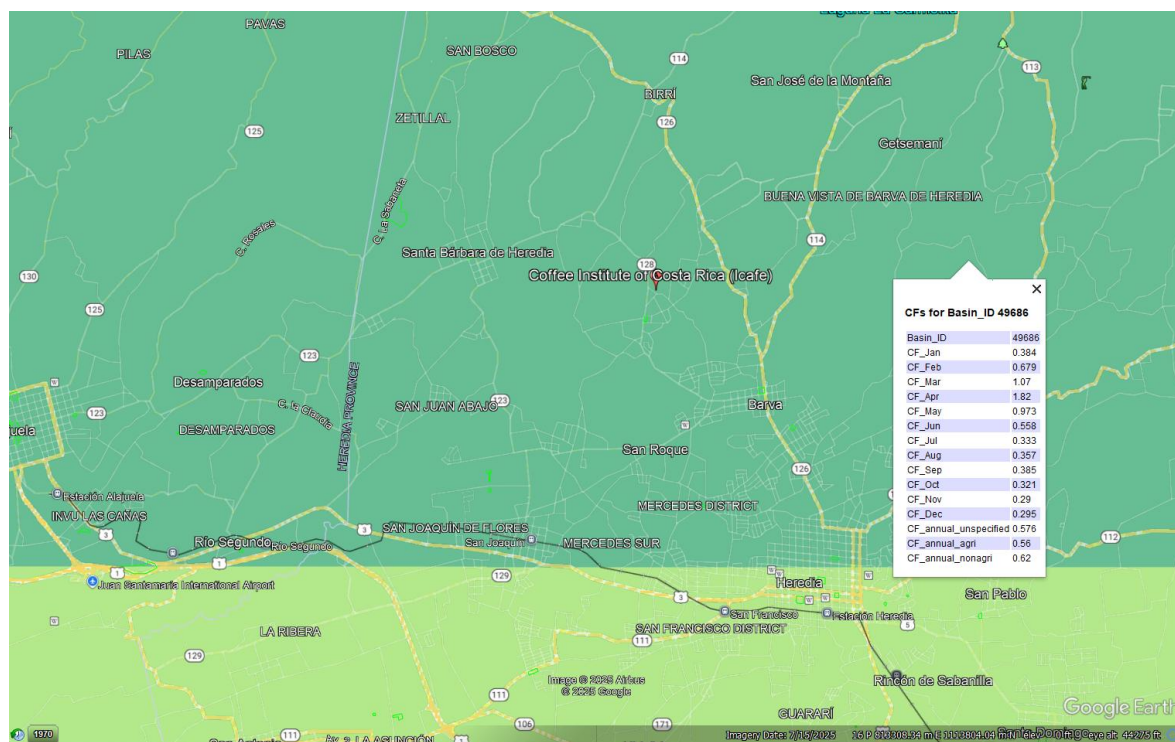 PAVAS
PILAS
SAN BOSCO
114
San José de la Montaña
113
BIRRÍ
ZETILLAL
126
125
Getsemaní
C. La Sabaneta
BUENA VISTA DE BARVA DE HEREDIA
C. Rosales
114
Santa Bárbara de Heredia
128
130
Coffee Institute of Costa Rica (Icafe)
125
CFs for Basin_ID 49686
Basin_ID 49686
CF_Jan 0.384
CF_Feb 0.679
CF_Mar 1.07
CF_Apr 1.82
CF_May 0.973
CF_Jun 0.558
CF_Jul 0.333
CF_Aug 0.357
CF_Sep 0.385
CF_Oct 0.321
CF_Nov 0.29
CF_Dec 0.295
CF_annual_unspecified 0.576
CF_annual_agri 0.56
CF_annual_nonagri 0.62
123
HEREDIA PROVINCE
Desamparados
123
C. la Claudia
SAN JUAN ABAJO
123
Barva
DESAMPARADOS
San Roque
126
Estación Alajuela
INVU LAS CAÑAS
MERCEDES DISTRICT
3
3
SAN JOAQUÍN DE FLORES
San Joaquín
MERCEDES SUR
112
Río Segundo
Río Segundo
1
1
129
Juan Santamaría International Airport
Heredia
3
San Pablo
San Francisco
Estación Heredia
LA RIBERA
SAN FRANCISCO DISTRICT
5
111
129
Image © 2025 Airbus
© 2025 Google
Rincón de Sabanilla
111
Google Earth
GUARARÍ
106
171
111
1970
Imagery Date: 7/15/2025
eye alt 44275 ft